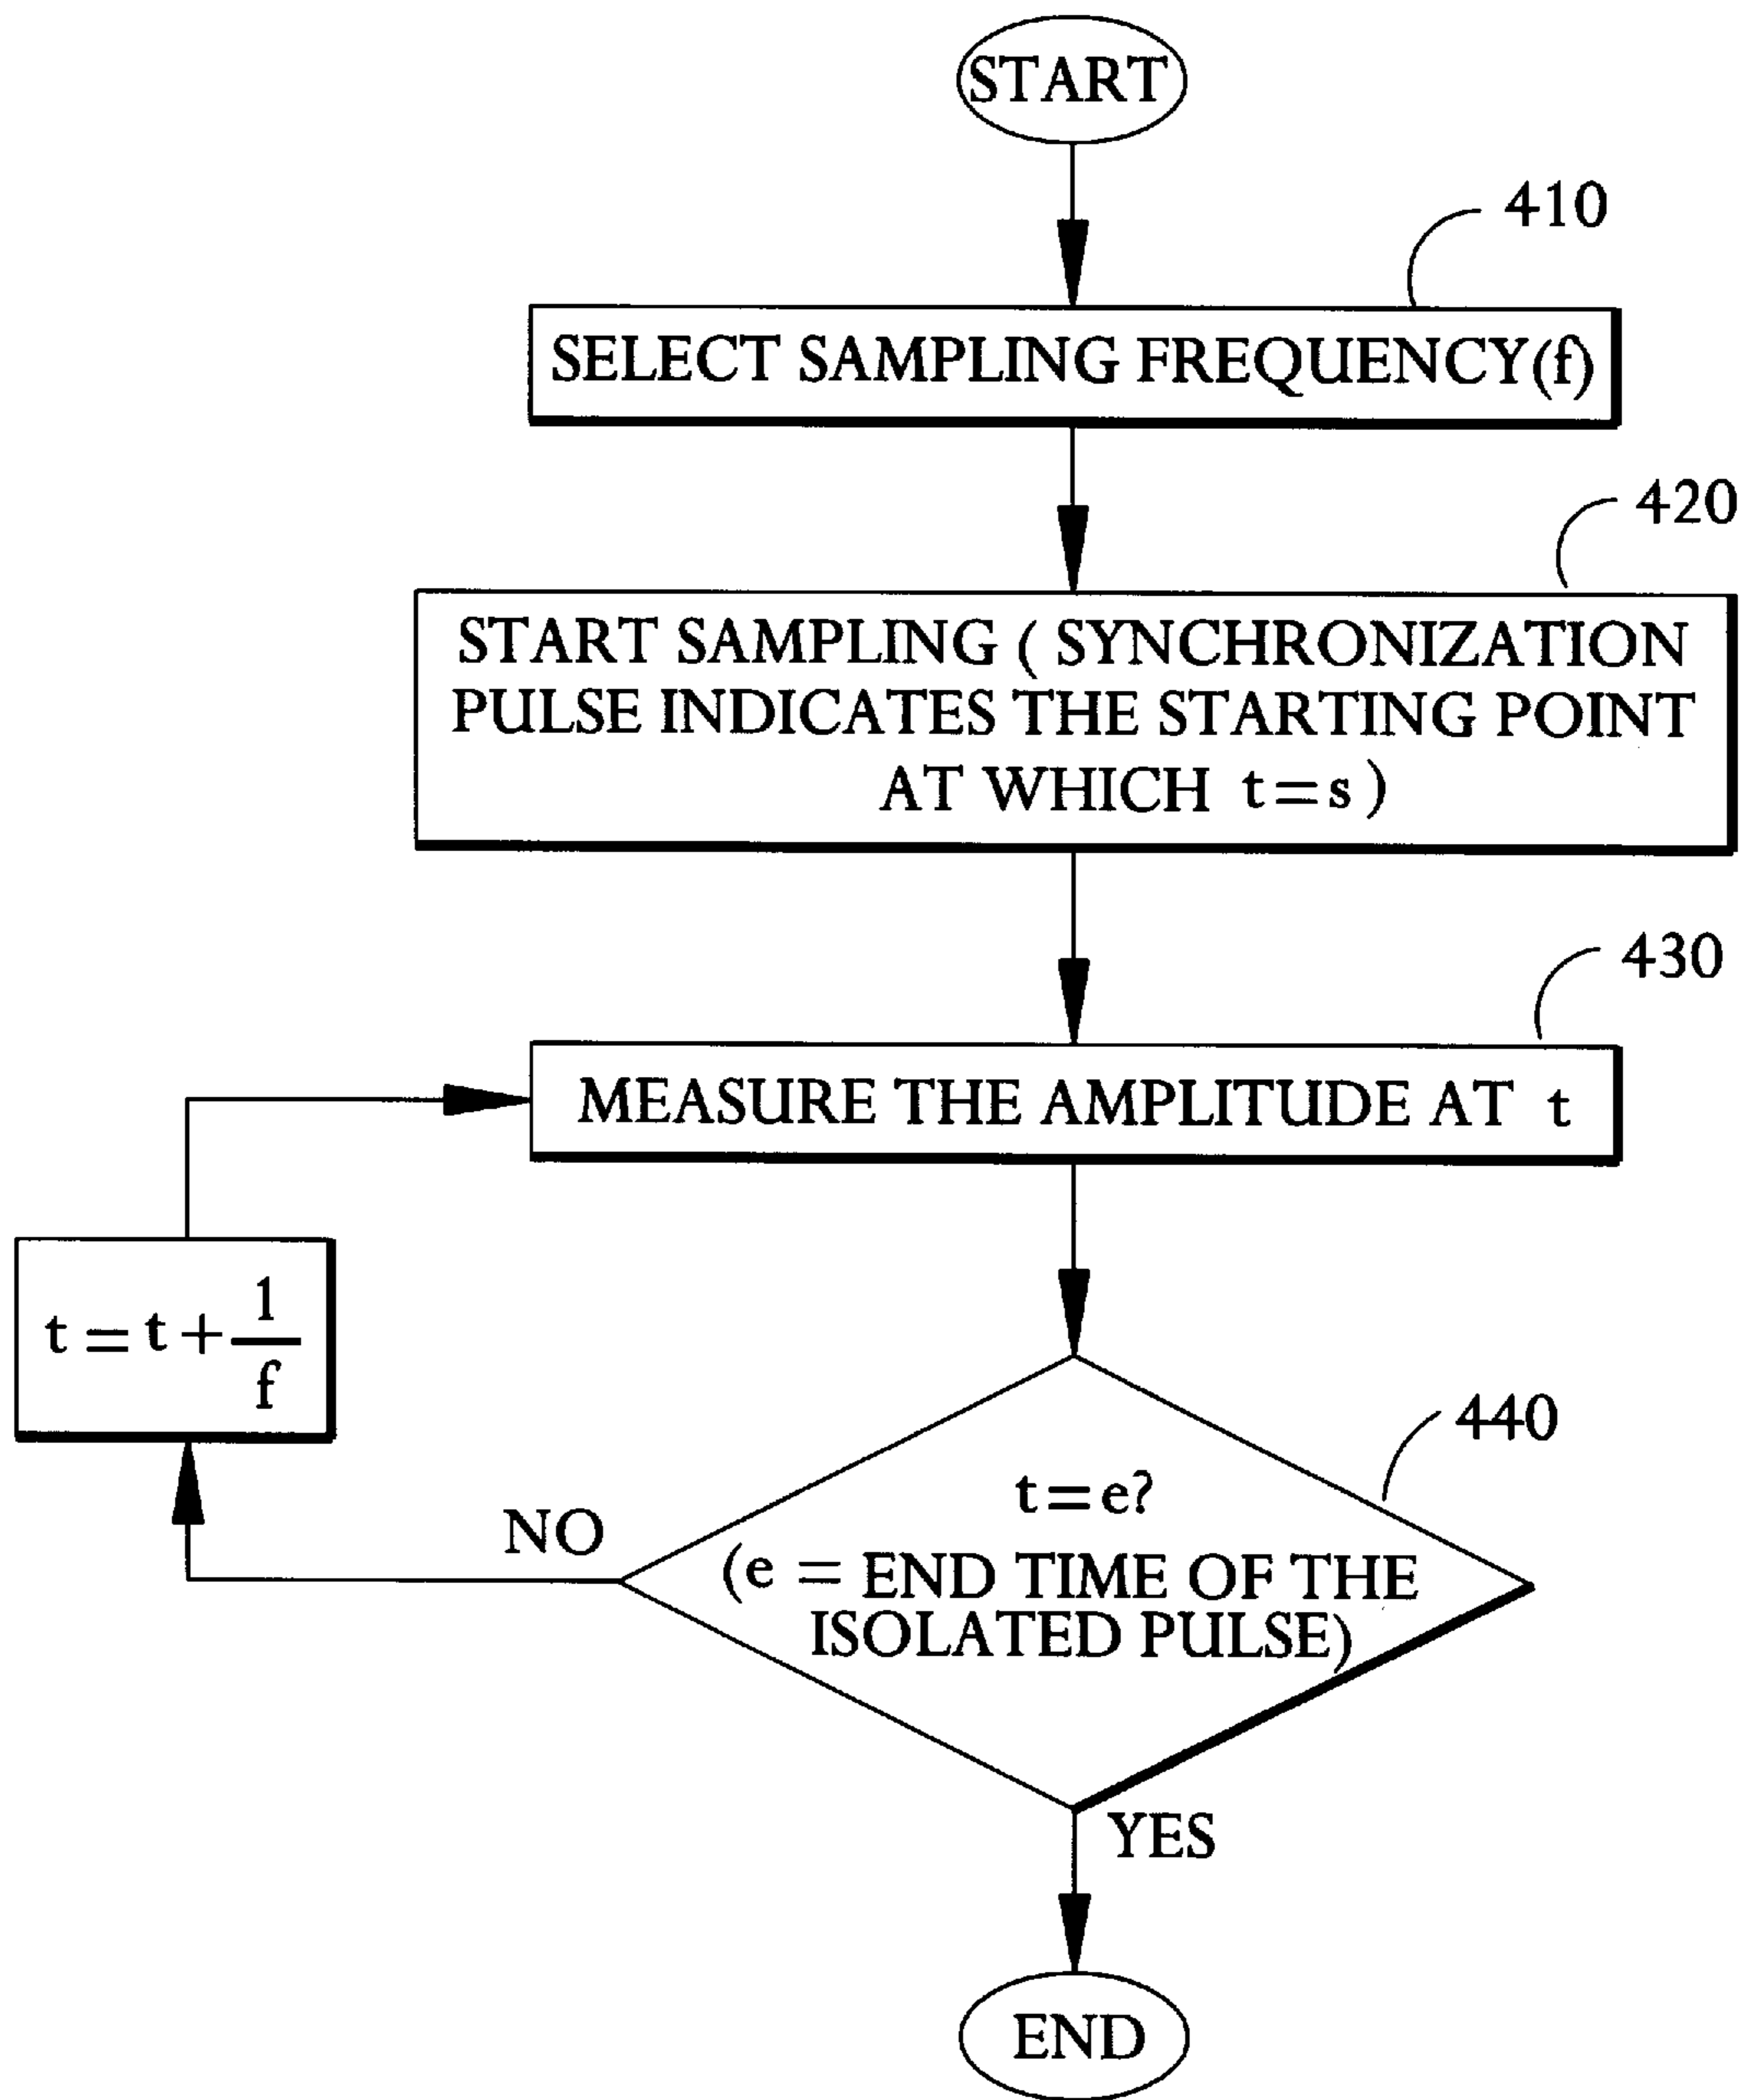 START
410
SELECT SAMPLING FREQUENCY(f)
420
START SAMPLING ( SYNCHRONIZATION
PULSE INDICATES THE STARTING POINT
AT WHICH t=s )
430
MEASURE THE AMPLITUDE AT t
t = t + 1/f
440
t=e?
(e = END TIME OF THE
ISOLATED PULSE)
NO
YES
END